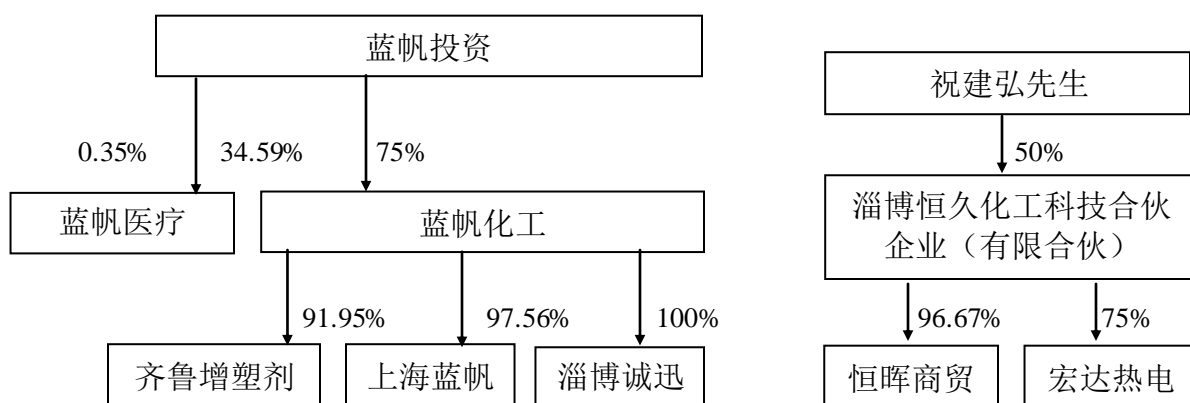 蓝帆投资
祝建弘先生
0.35%
34.59%
75%
50%
蓝帆医疗
蓝帆化工
淄博恒久化工科技合伙
企业（有限合伙）
91.95%
97.56%
100%
96.67%
75%
齐鲁增塑剂
上海蓝帆
淄博诚迅
恒晖商贸
宏达热电